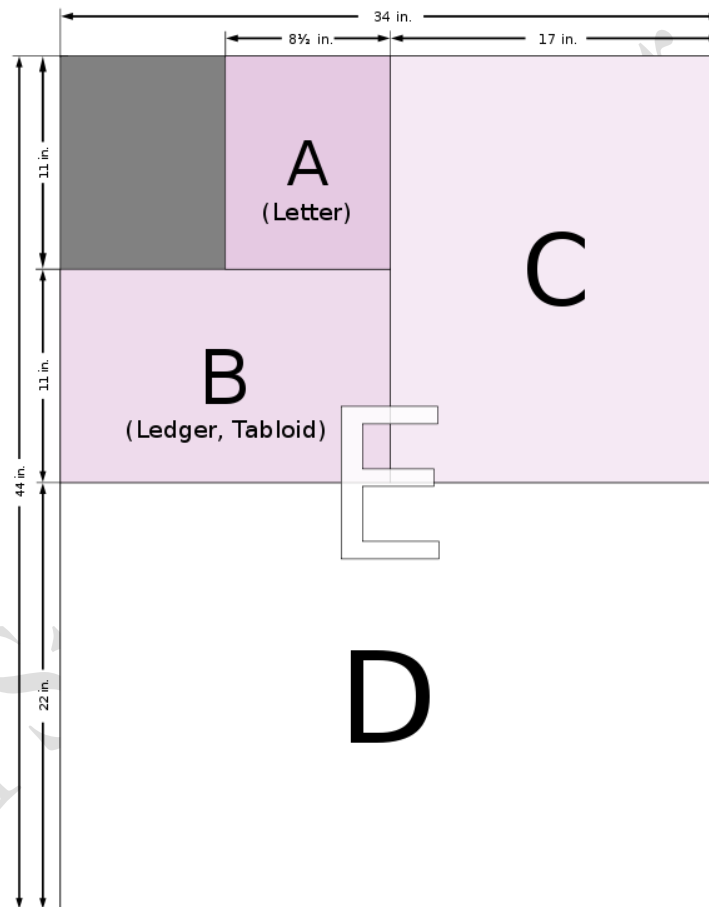 34 in.
8½ in.
17 in.
11 in.
A
(Letter)
C
11 in.
B
(Ledger, Tabloid)
E
44 in.
22 in.
D